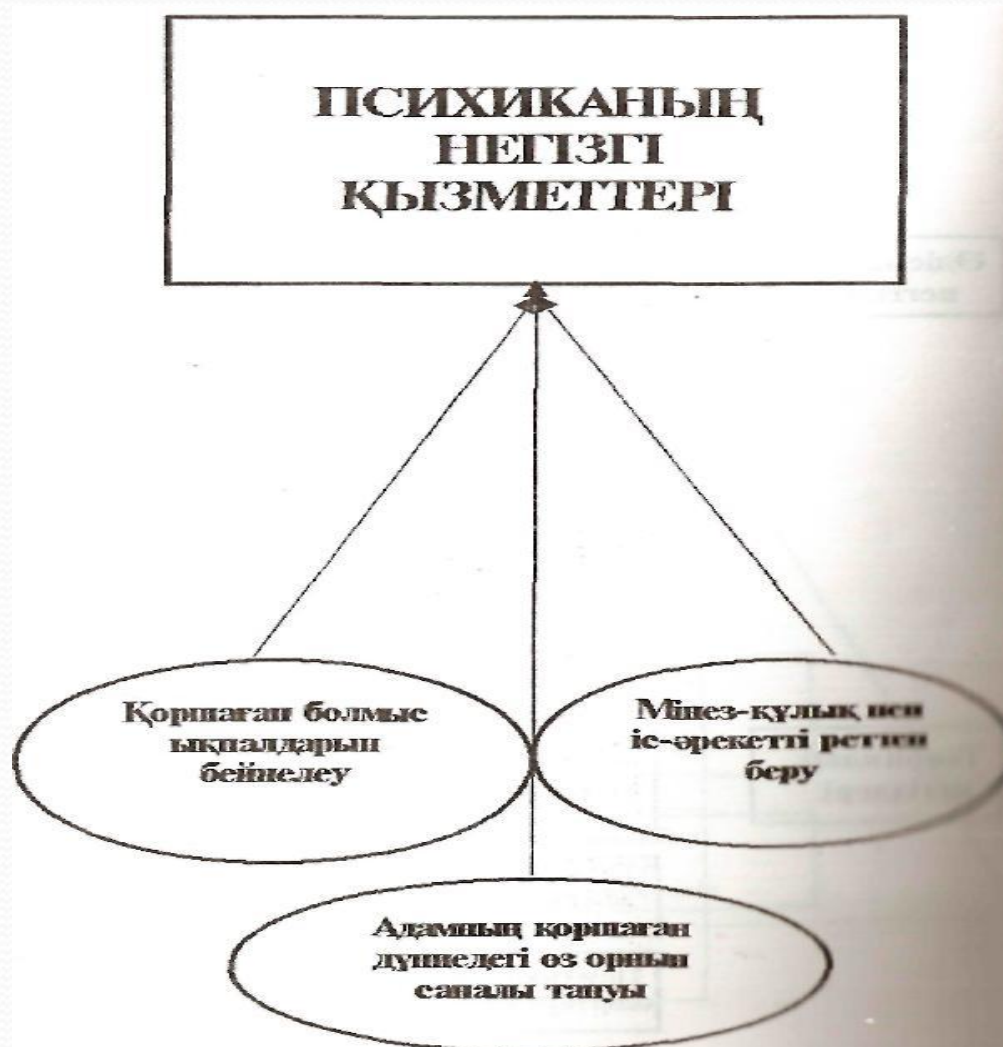 ПСИХИКАНЫҢ
НЕГІЗГІ
ҚЫЗМЕТТЕРІ
Қоршаған болмыс
ықпалдарын
бейнелеу
Мінез-құлық пен
іс-әрекетті реттеп
беру
Адамның қоршаған
дүниедегі өз орнын
саналы тануы